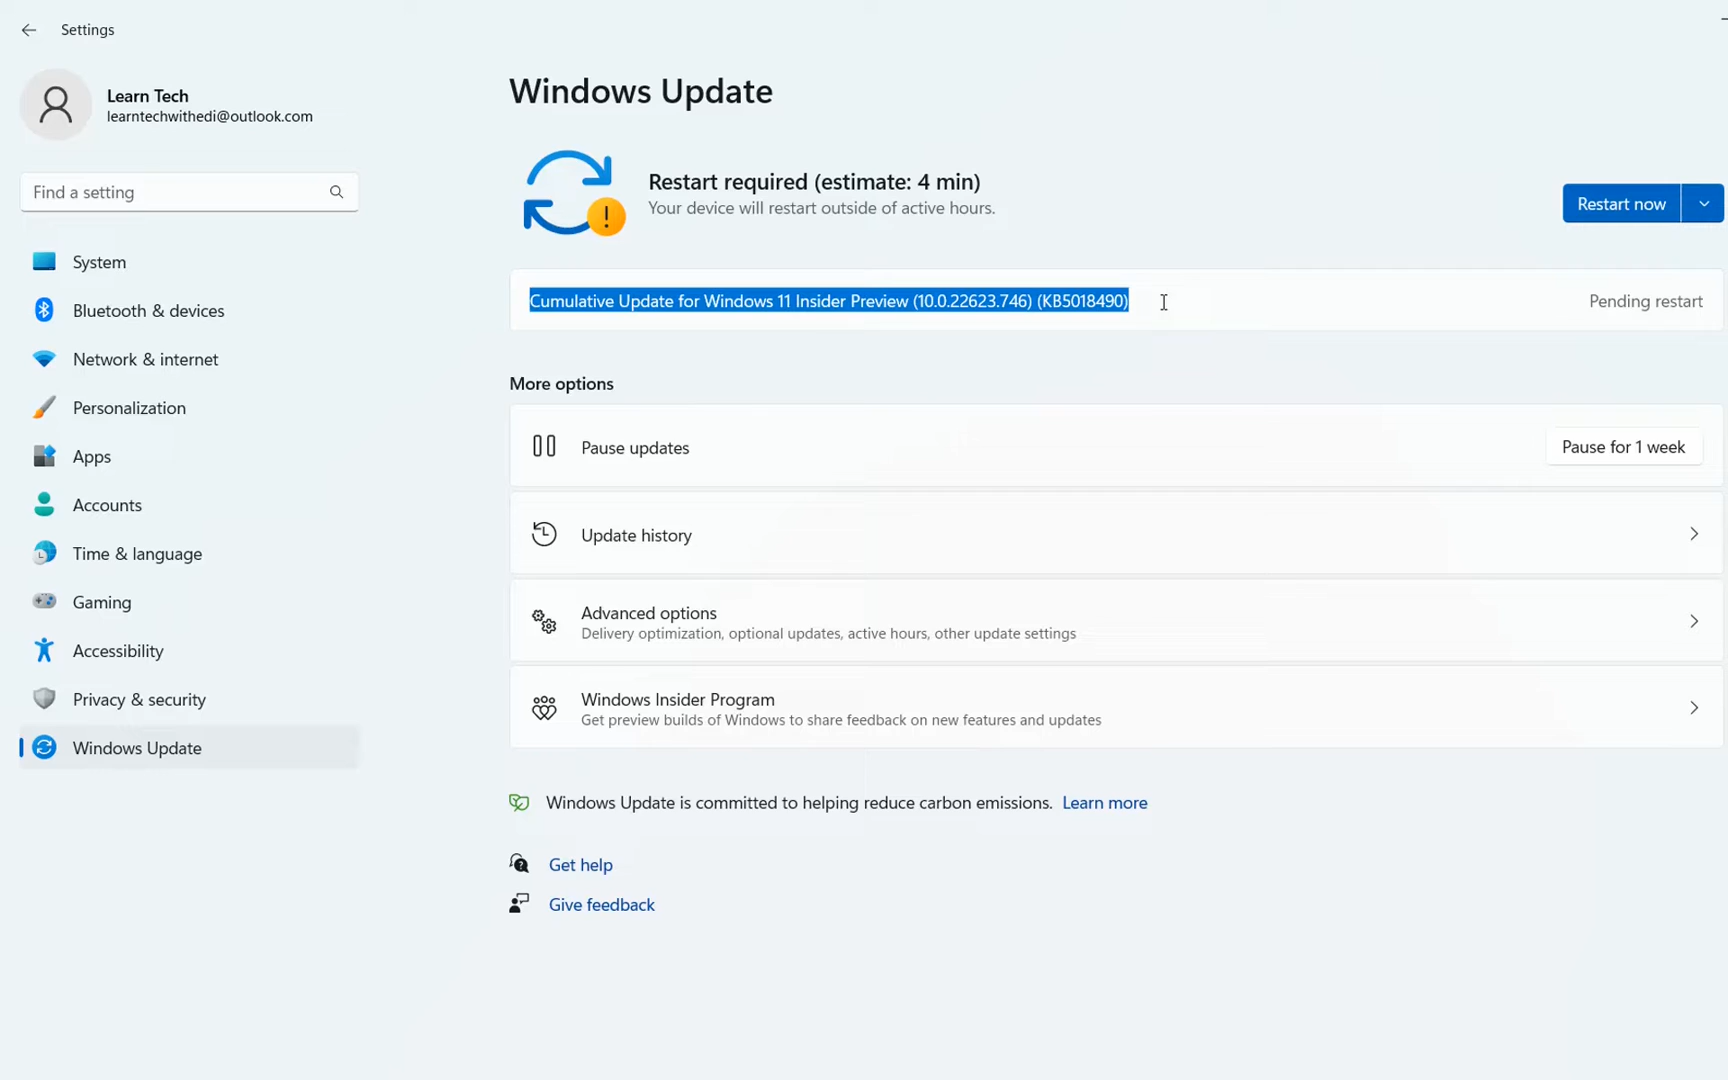 Settings
Learn Tech
learntechwithedi@outlook.com
Find a setting
System
Bluetooth & devices
Network & internet
Personalization
Apps
Accounts
Time & language
Gaming
Accessibility
Privacy & security
Windows Update
Windows Update
Restart required (estimate: 4 min)
Your device will restart outside of active hours.
Restart now
Cumulative Update for Windows 11 Insider Preview (10.0.22623.746) (KB5018490)
Pending restart
More options
Pause updates
Pause for 1 week
Update history
Advanced options
Delivery optimization, optional updates, active hours, other update settings
Windows Insider Program
Get preview builds of Windows to share feedback on new features and updates
Windows Update is committed to helping reduce carbon emissions. Learn more
Get help
Give feedback